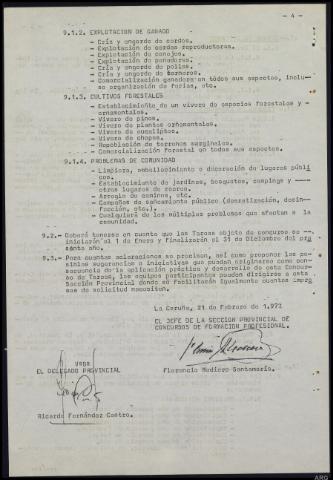 - 4 -
9.1.2. EXPLOTACION DE GANADO
- Cría y engorde de cerdos.
- Explotación de cerdas reproductoras.
- Explotación de conejos.
- Explotación de ponedoras.
- Cría y engorde de pollos.
- Cría y engorde de terneros.
- Comercialización ganadera en todos sus aspectos, inclu-
so organización de ferias, etc.
9.1.3. CULTIVOS FORESTALES
- Establecimiento de un vivero de especies forestales y -
ornamentales.
- Vivero de pinos.
- Vivero de plantas ornamentales.
- Vivero de eucaliptos.
- Vivero de chopos.
- Repoblación de terrenos marginales.
- Comercialización forestal en todos sus aspectos.
9.1.4. PROBLEMAS DE COMUNIDAD
- Limpieza, embellecimiento o decoración de lugares públi
cos.
- Establecimiento de jardines, bosquetes, campings y ----
otros lugares de recreo.
- Arreglo de caminos, etc.
- Campañas de saneamiento público (desratización, desin-
fección, etc.).
- Cualquiera de los múltiples problemas que afectan a la
comunidad.
9.2.- Deberá tenerse en cuenta que las Tareas objeto de concurso se --
iniciarán el 1 de Enero y finalizarán el 31 de Diciembre del pre
sente año.
9.3.- Para cuantas aclaraciones se precisen, así como proponer las po-
sibles sugerencias o iniciativas que puedan originarse como con-
secuencia de la aplicación práctica y desarrollo de este Concur-
so de Tareas, los equipos participantes pueden dirigirse a esta
Sección Provincial donde se facilitarán igualmente cuantos impre
sos de solicitud necesiten.
La Coruña, 21 de Febrero de 1.972
EL JEFE DE LA SECCION PROVINCIAL DE
CONCURSOS DE FORMACION PROFESIONAL.
VºBº
EL DELEGADO PROVINCIAL
Florencio Mediero Santamaría.
Ricardo Fernández Castro.
ARG